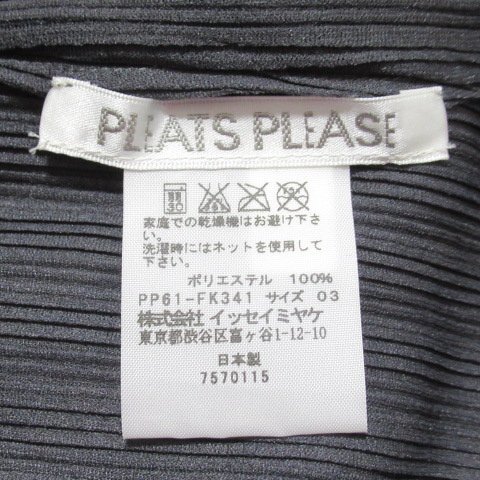 PLEATS PLEASE
30
家庭での乾燥機はお避け下さ
い。
洗濯時にはネットを使用して
下さい。
ポリエステル 100%
PP61-FK341 サイズ 03
株式会社 イッセイミヤケ
東京都渋谷区富ヶ谷1-12-10
日本製
7570115